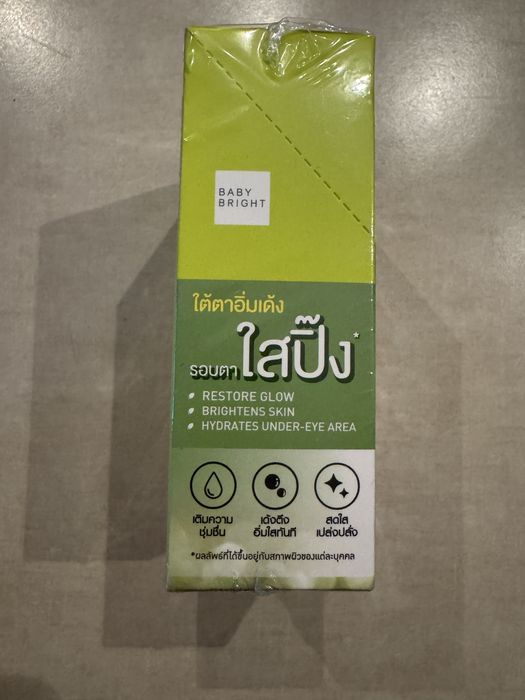 BABY
BRIGHT
ใต้ตาอิ่มเด้ง
รอบตา ใสปิ๊ง*
• RESTORE GLOW
• BRIGHTENS SKIN
• HYDRATES UNDER-EYE AREA
เติมความ
ชุ่มชื่น
เด้งตึง
อิ่มใสทันที
สดใส
เปล่งปลั่ง
*ผลลัพธ์ที่ได้ขึ้นอยู่กับสภาพผิวของแต่ละบุคคล